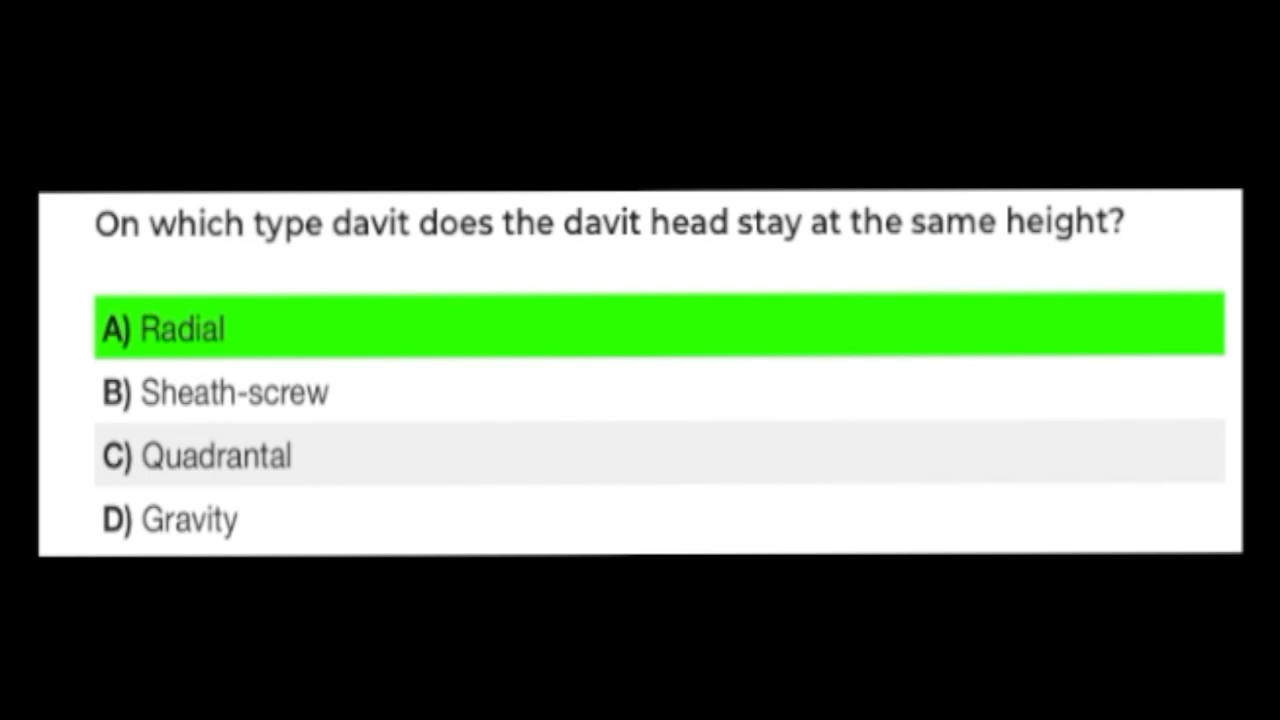 On which type davit does the davit head stay at the same height?
A) Radial
B) Sheath-screw
C) Quadrantal
D) Gravity